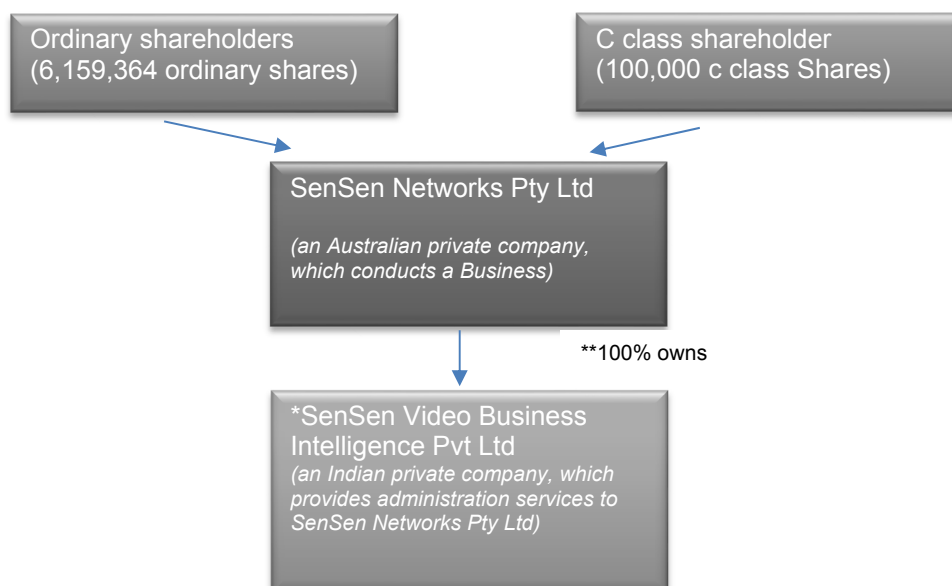 Ordinary shareholders
(6,159,364 ordinary shares)
C class shareholder
(100,000 c class Shares)
SenSen Networks Pty Ltd
(an Australian private company,
which conducts a Business)
**100% owns
*SenSen Video Business
Intelligence Pvt Ltd
(an Indian private company, which
provides administration services to
SenSen Networks Pty Ltd)